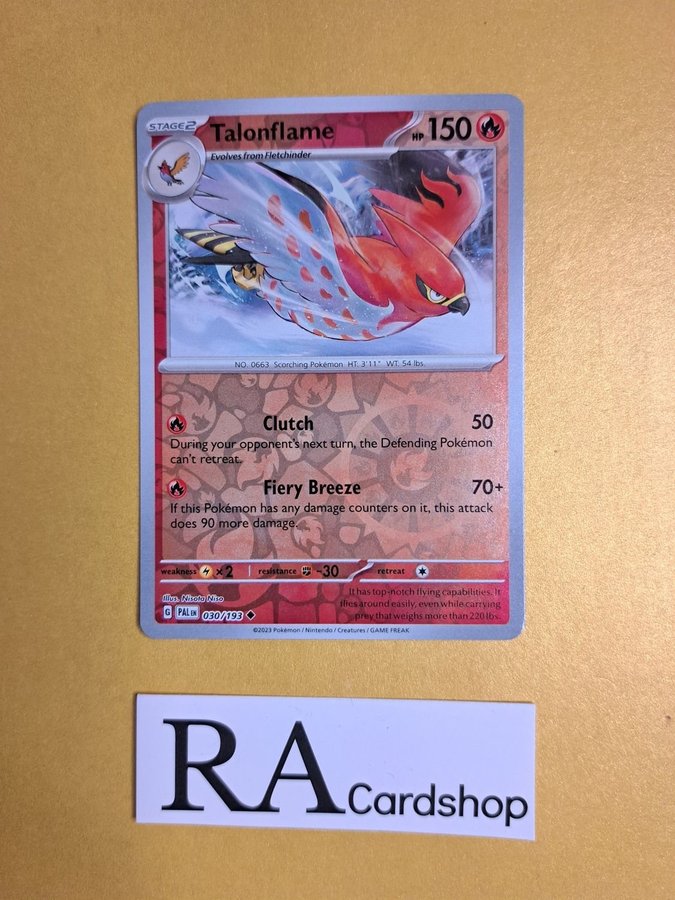 STAGE2 Talonflame HP 150
Evolves from Fletchinder
NO. 0663 Scorching Pokémon HT: 3'11" WT: 54 lbs.
Clutch 50
During your opponent's next turn, the Defending Pokémon
can't retreat.
Fiery Breeze 70+
If this Pokémon has any damage counters on it, this attack
does 90 more damage.
weakness ×2 resistance -30 retreat
Illus. Nisota Niso
It has top-notch flying capabilities. It
flies around easily, even while carrying
prey that weighs more than 220 lbs.
G PAL EN 030/193
©2023 Pokémon / Nintendo / Creatures / GAME FREAK
RA Cardshop